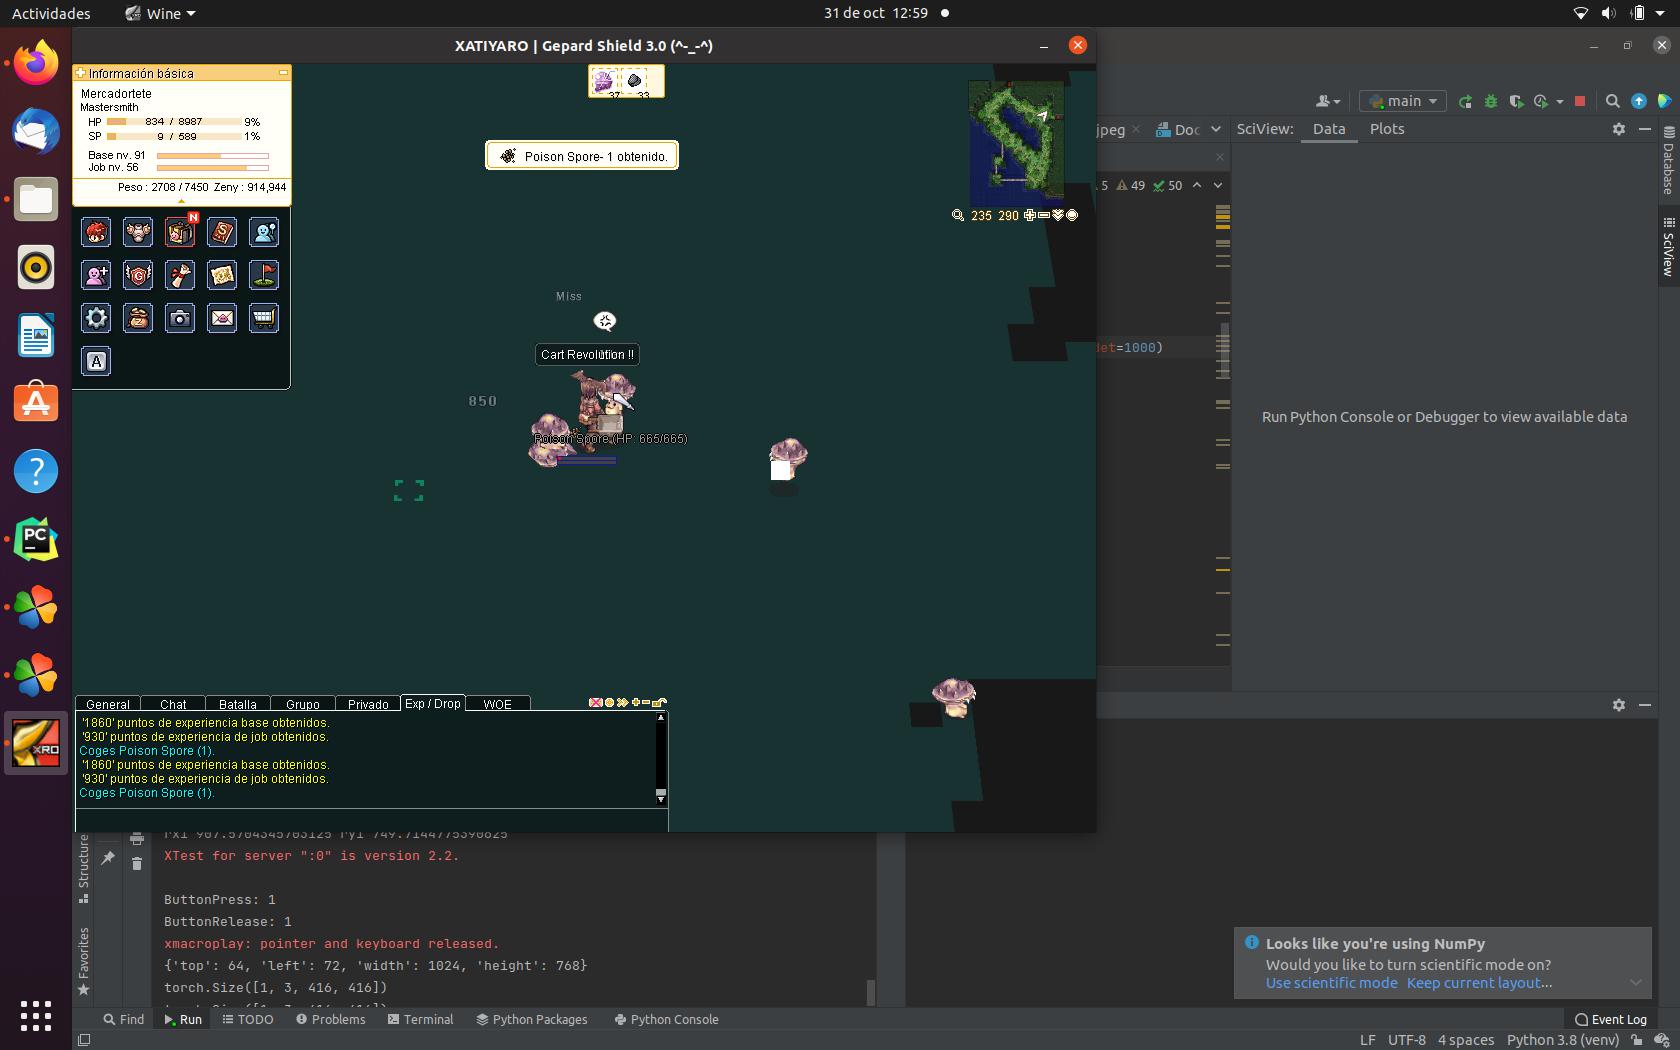 Actividades
Wine
31 de oct 12:59
XATIYARO | Gepard Shield 3.0 (^-_-^)
Información básica
Mercadortete
Mastersmith
HP 834 / 8987 9%
SP 9 / 589 1%
Base nv. 91
Job nv. 56
Peso : 2708 / 7450 Zeny : 914,944
N
S
G
A
37 33
Poison Spore- 1 obtenido.
235 290
Miss
Cart Revolution !!
850
Poison Spore (HP: 665/665)
General Chat Batalla Grupo Privado Exp / Drop WOE
'1860' puntos de experiencia base obtenidos.
'930' puntos de experiencia de job obtenidos.
Coges Poison Spore (1).
'1860' puntos de experiencia base obtenidos.
'930' puntos de experiencia de job obtenidos.
Coges Poison Spore (1).
main
jpeg
Doc
SciView: Data Plots
5 49 50
det=1000)
Run Python Console or Debugger to view available data
Database
SciView
PC
XRO
XTest for server ":0" is version 2.2.
ButtonPress: 1
ButtonRelease: 1
xmacroplay: pointer and keyboard released.
{'top': 64, 'left': 72, 'width': 1024, 'height': 768}
torch.Size([1, 3, 416, 416])
Structure
Favorites
Looks like you're using NumPy
Would you like to turn scientific mode on?
Use scientific mode Keep current layout...
Find Run TODO Problems Terminal Python Packages Python Console
Event Log
LF UTF-8 4 spaces Python 3.8 (venv)